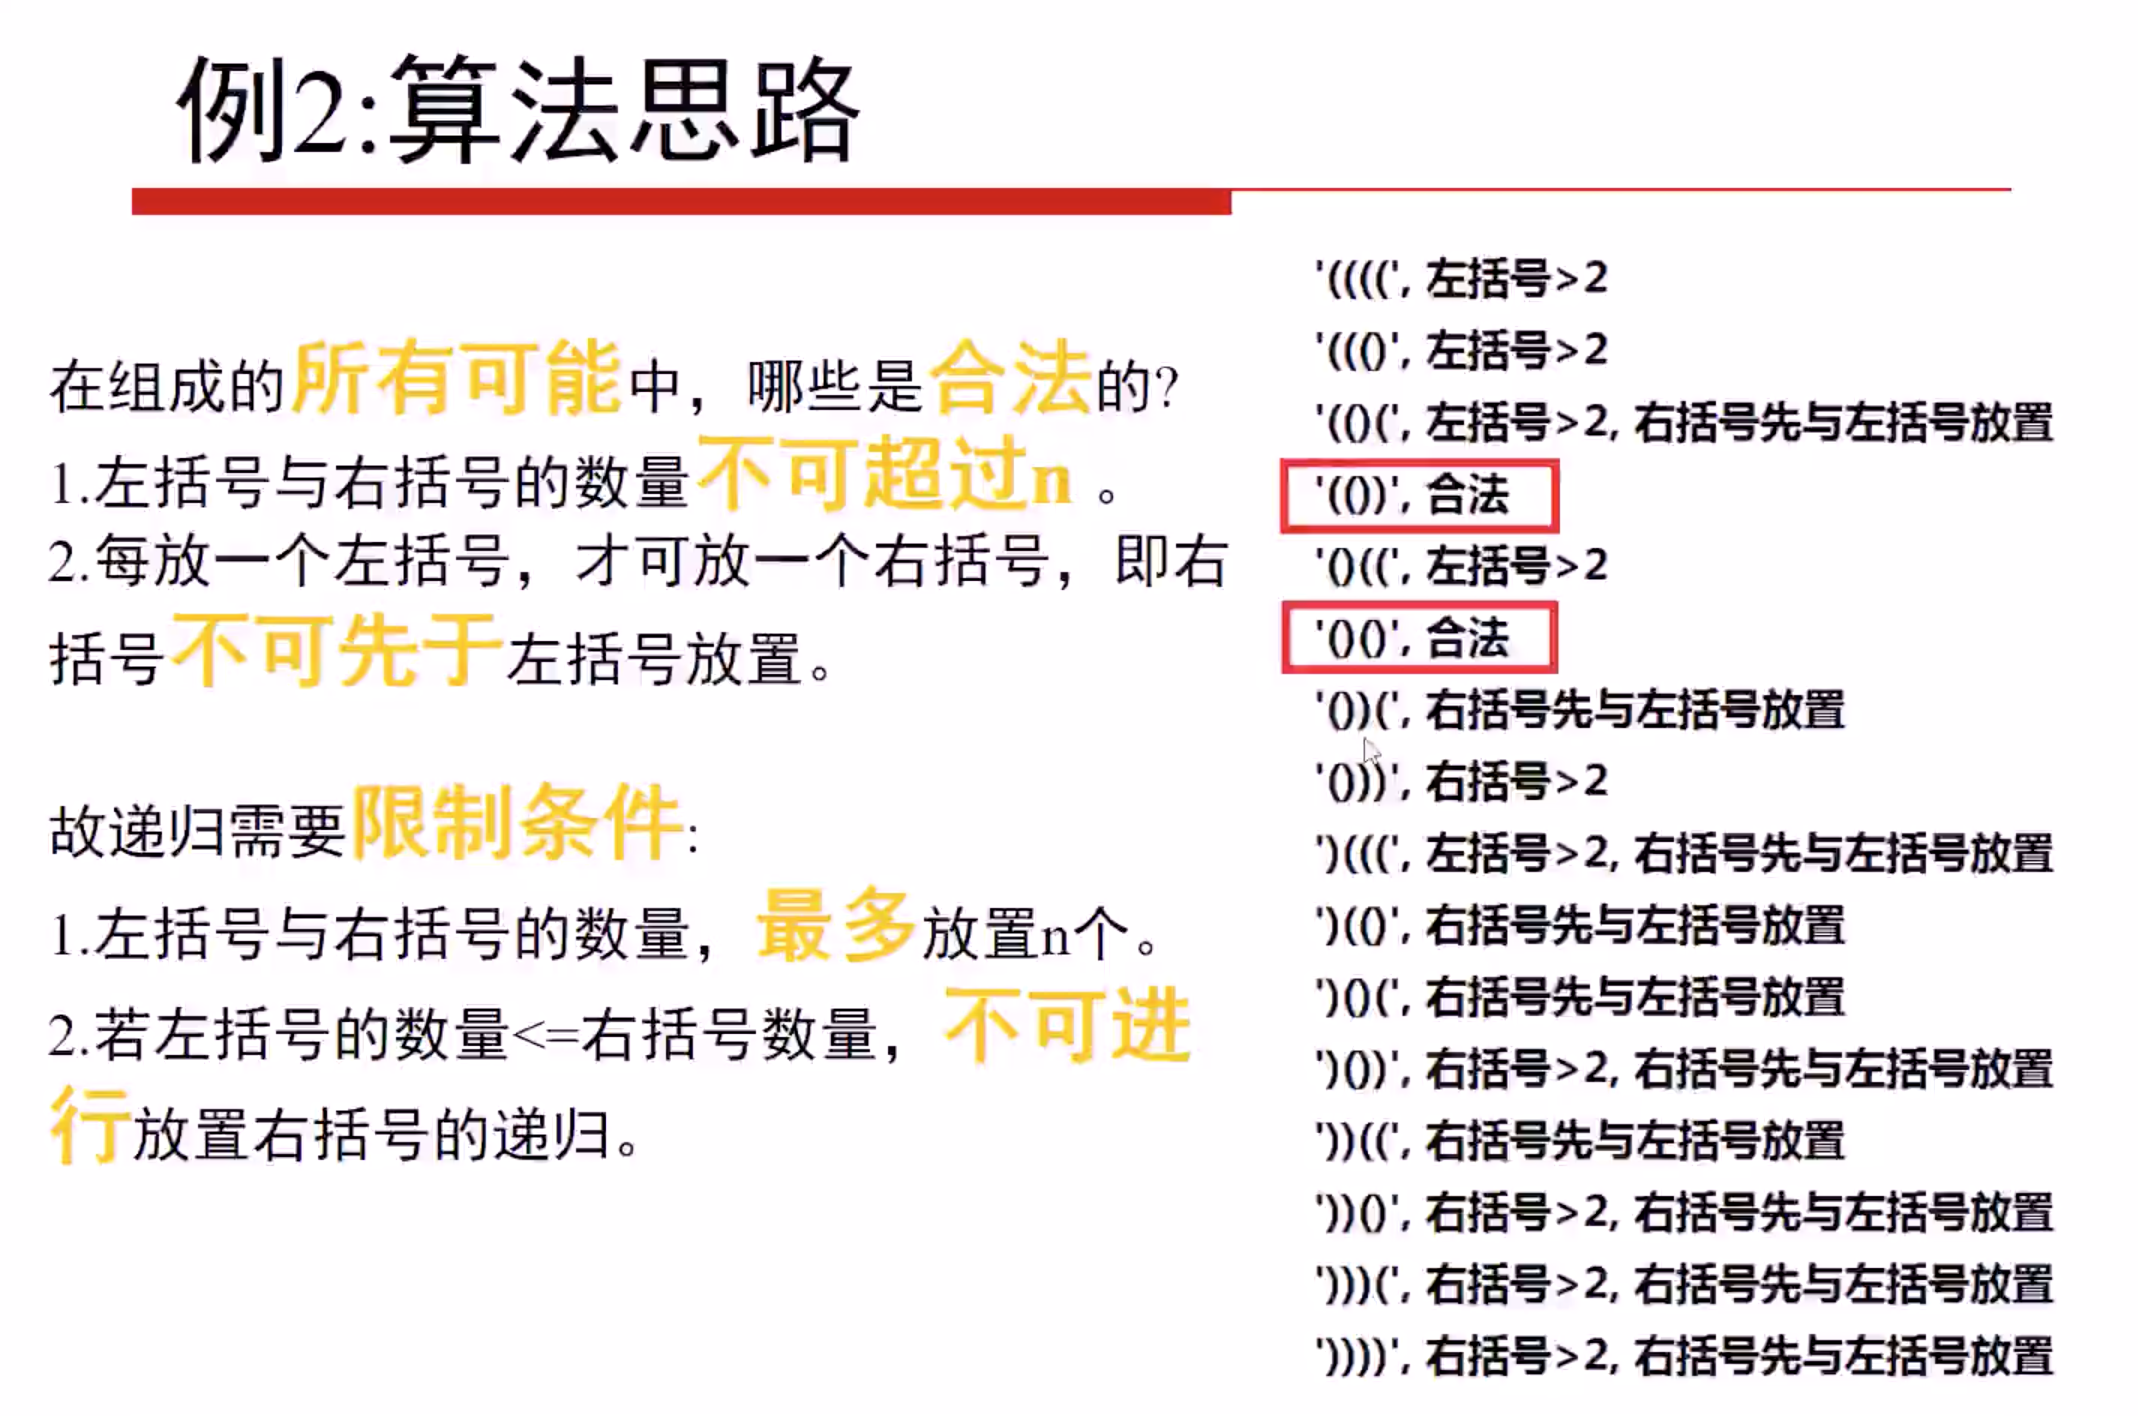 例2:算法思路
在组成的所有可能中，哪些是合法的?
1.左括号与右括号的数量不可超过n 。
2.每放一个左括号，才可放一个右括号，即右
括号不可先于左括号放置。
故递归需要限制条件:
1.左括号与右括号的数量，最多放置n个。
2.若左括号的数量<=右括号数量，不可进
行放置右括号的递归。
'((((', 左括号>2
'((()', 左括号>2
'(()(', 左括号>2, 右括号先与左括号放置
'(())', 合法
'()((', 左括号>2
'()()', 合法
'())(', 右括号先与左括号放置
'()))', 右括号>2
')(((', 左括号>2, 右括号先与左括号放置
')(()', 右括号先与左括号放置
')()(', 右括号先与左括号放置
')())', 右括号>2, 右括号先与左括号放置
'))((', 右括号先与左括号放置
'))()', 右括号>2, 右括号先与左括号放置
')))(', 右括号>2, 右括号先与左括号放置
'))))', 右括号>2, 右括号先与左括号放置